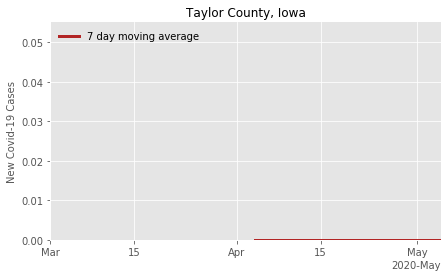 Taylor County, Iowa
7 day moving average
New Covid-19 Cases
0.05
0.04
0.03
0.02
0.01
0.00
Mar 15 Apr 15 May
2020-May